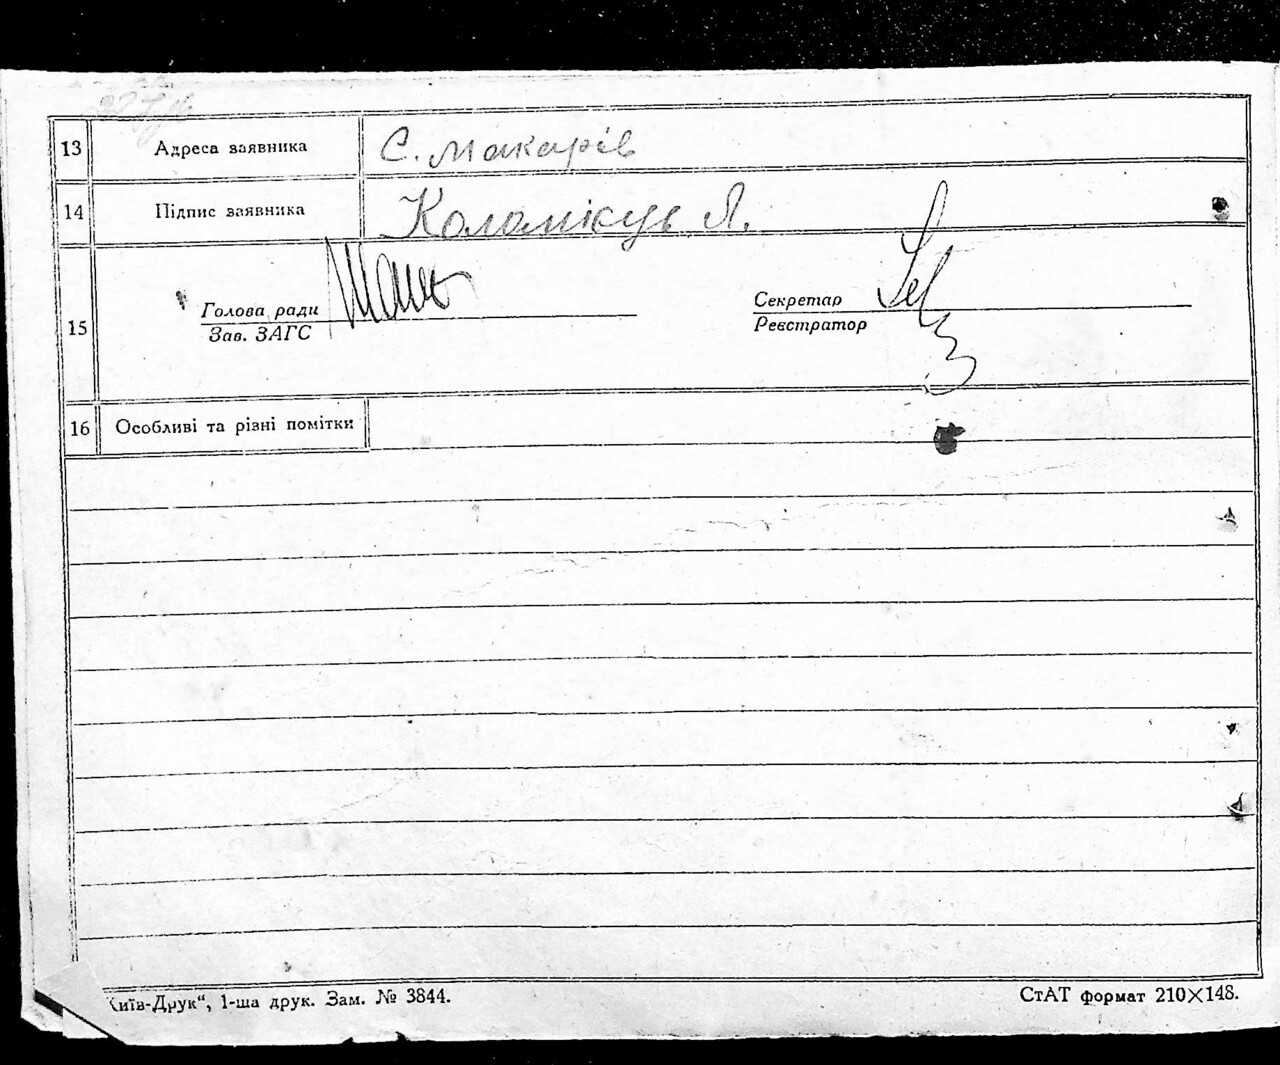 13 Адреса заявника С. Макарів
14 Підпис заявника Коломієць Л.
15 Голова ради Секретар
Зав. ЗАГС Реєстратор
16 Особливі та різні помітки
Київ-Друк“, 1-ша друк. Зам. № 3844. СтАТ формат 210×148.